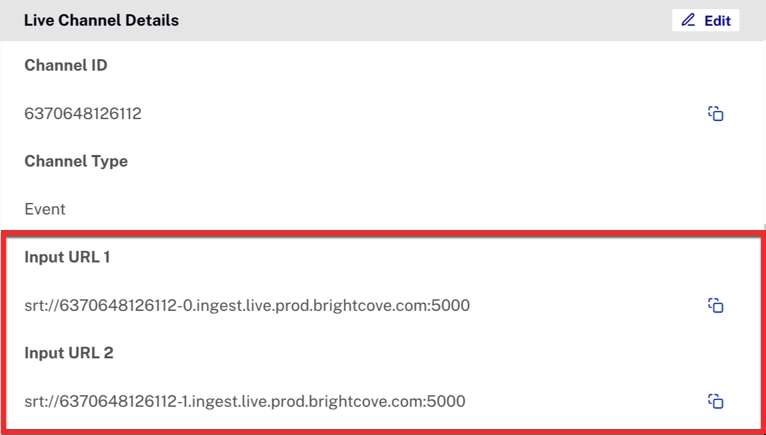 Live Channel Details
Edit
Channel ID
6370648126112
Channel Type
Event
Input URL 1
srt://6370648126112-0.ingest.live.prod.brightcove.com:5000
Input URL 2
srt://6370648126112-1.ingest.live.prod.brightcove.com:5000